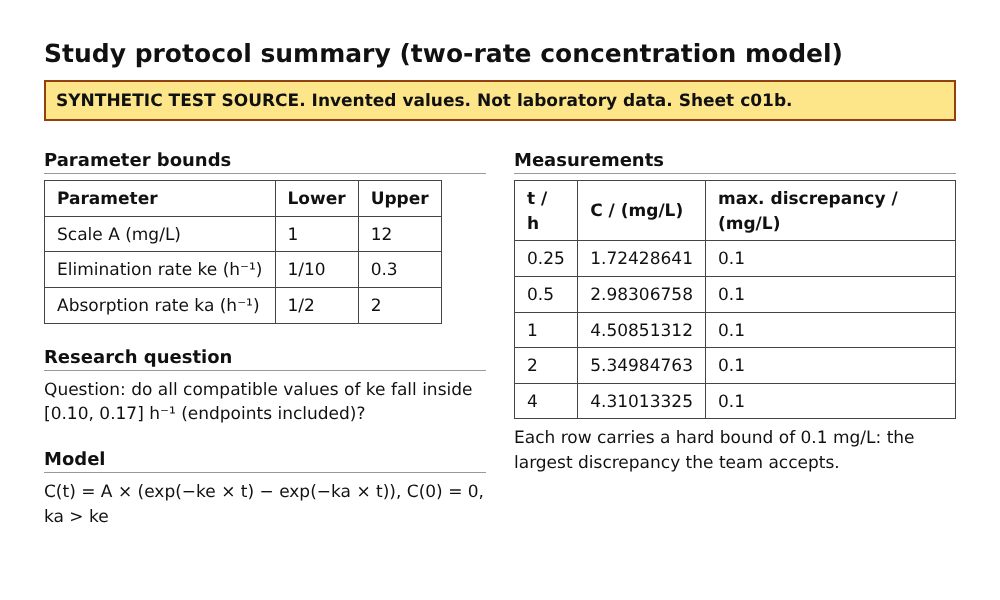 Study protocol summary (two-rate concentration model)
SYNTHETIC TEST SOURCE. Invented values. Not laboratory data. Sheet c01b.
Parameter bounds
Parameter Lower Upper
Scale A (mg/L) 1 12
Elimination rate ke (h⁻¹) 1/10 0.3
Absorption rate ka (h⁻¹) 1/2 2
Research question
Question: do all compatible values of ke fall inside
[0.10, 0.17] h⁻¹ (endpoints included)?
Model
C(t) = A × (exp(−ke × t) − exp(−ka × t)), C(0) = 0,
ka > ke
Measurements
t / h C / (mg/L) max. discrepancy / (mg/L)
0.25 1.72428641 0.1
0.5 2.98306758 0.1
1 4.50851312 0.1
2 5.34984763 0.1
4 4.31013325 0.1
Each row carries a hard bound of 0.1 mg/L: the
largest discrepancy the team accepts.